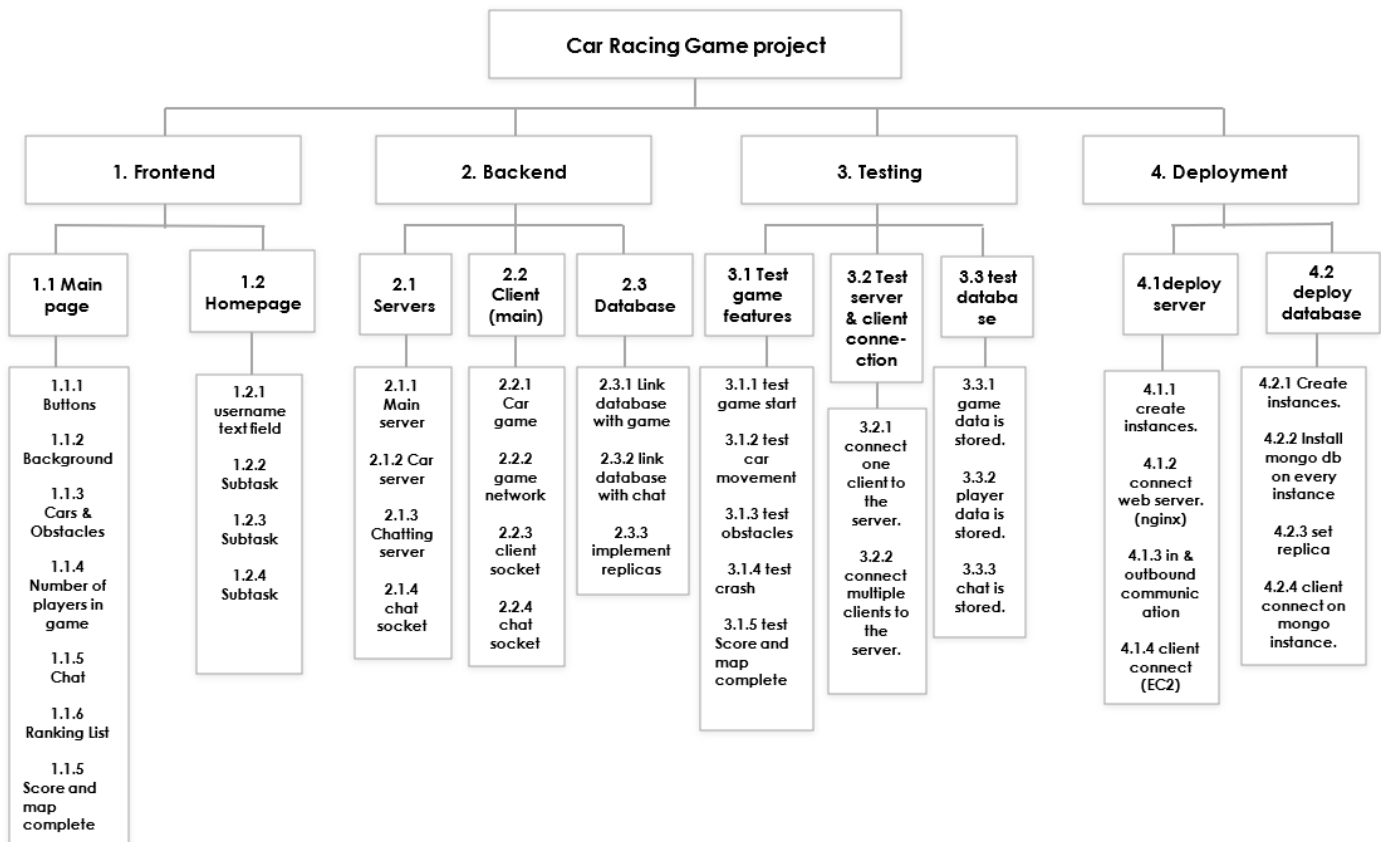 Car Racing Game project
1. Frontend
2. Backend
3. Testing
4. Deployment
1.1 Main
page
1.2
Homepage
2.1
Servers
2.2
Client
(main)
2.3
Database
3.1 Test
game
features
3.2 Test
server
& client
conne-
ction
3.3 test
databa
se
4.1deploy
server
4.2
deploy
database
1.1.1
Buttons
1.1.2
Background
1.1.3
Cars &
Obstacles
1.1.4
Number of
players in
game
1.1.5
Chat
1.1.6
Ranking List
1.1.5
Score and
map
complete
1.2.1
username
text field
1.2.2
Subtask
1.2.3
Subtask
1.2.4
Subtask
2.1.1
Main
server
2.1.2 Car
server
2.1.3
Chatting
server
2.1.4
chat
socket
2.2.1
Car
game
2.2.2
game
network
2.2.3
client
socket
2.2.4
chat
socket
2.3.1 Link
database
with game
2.3.2 link
database
with chat
2.3.3
implement
replicas
3.1.1 test
game start
3.1.2 test
car
movement
3.1.3 test
obstacles
3.1.4 test
crash
3.1.5 test
Score and
map
complete
3.2.1
connect
one
client to
the
server.
3.2.2
connect
multiple
clients to
the
server.
3.3.1
game
data is
stored.
3.3.2
player
data is
stored.
3.3.3
chat is
stored.
4.1.1
create
instances.
4.1.2
connect
web server.
(nginx)
4.1.3 in &
outbound
communic
ation
4.1.4 client
connect
(EC2)
4.2.1 Create
instances.
4.2.2 Install
mongo db
on every
instance
4.2.3 set
replica
4.2.4 client
connect on
mongo
instance.